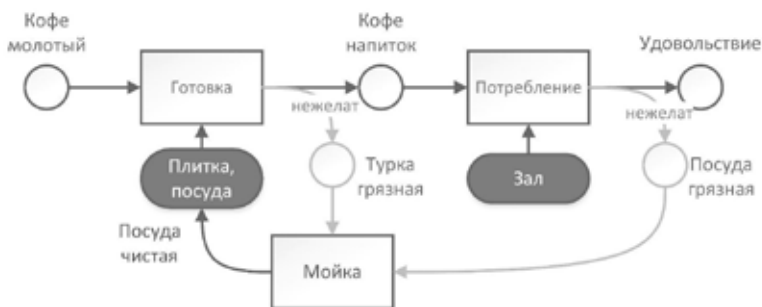 Кофе
молотый
Кофе
напиток
Удовольствие
Готовка
Потребление
нежелат
нежелат
Плитка,
посуда
Турка
грязная
Зал
Посуда
грязная
Посуда
чистая
Мойка